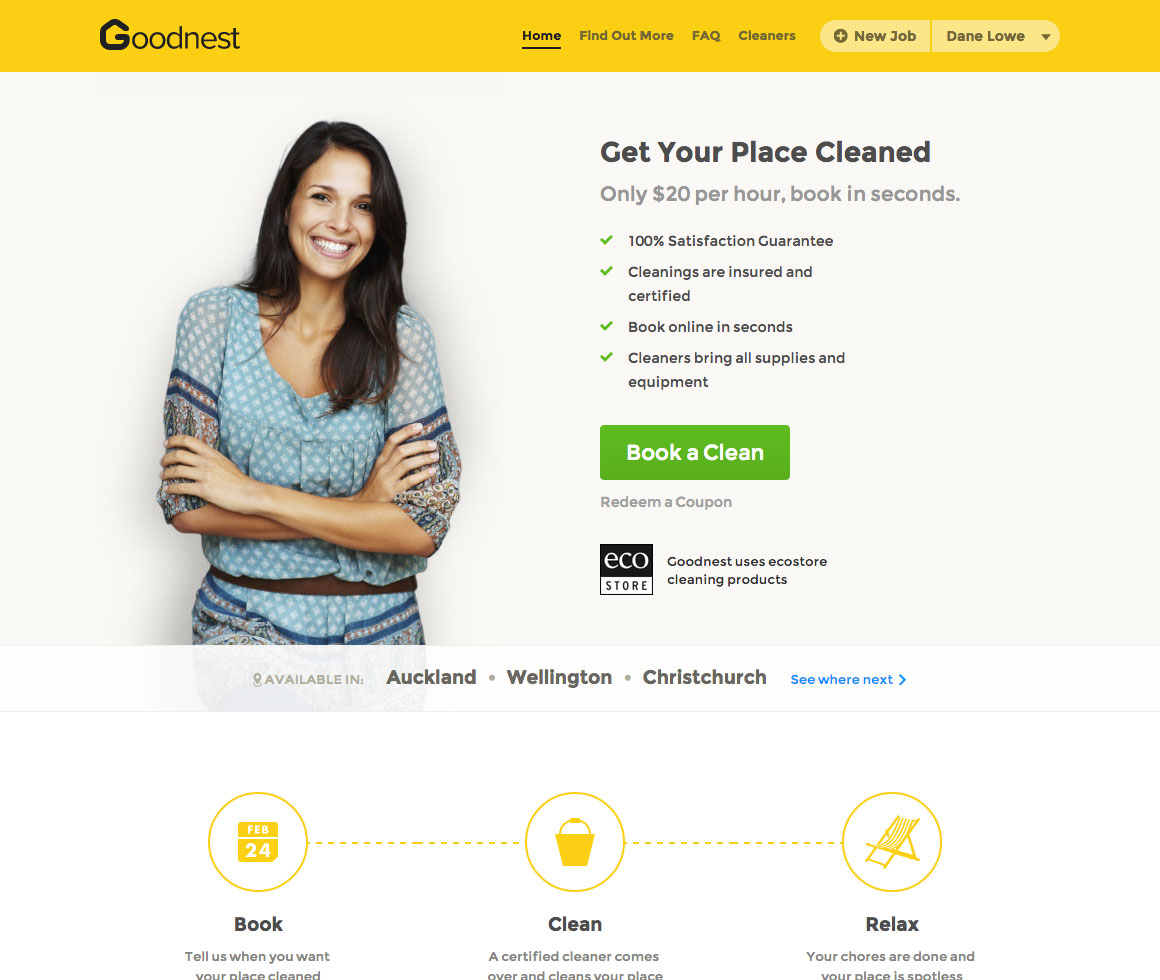 Goodnest
Home
Find Out More
FAQ
Cleaners
New Job
Dane Lowe
Get Your Place Cleaned
Only $20 per hour, book in seconds.
100% Satisfaction Guarantee
Cleanings are insured and
certified
Book online in seconds
Cleaners bring all supplies and
equipment
Book a Clean
Redeem a Coupon
eco
STORE
Goodnest uses ecostore
cleaning products
AVAILABLE IN: Auckland • Wellington • Christchurch See where next
FEB
24
Book
Clean
Relax
Tell us when you want
your place cleaned
A certified cleaner comes
over and cleans your place
Your chores are done and
your place is spotless